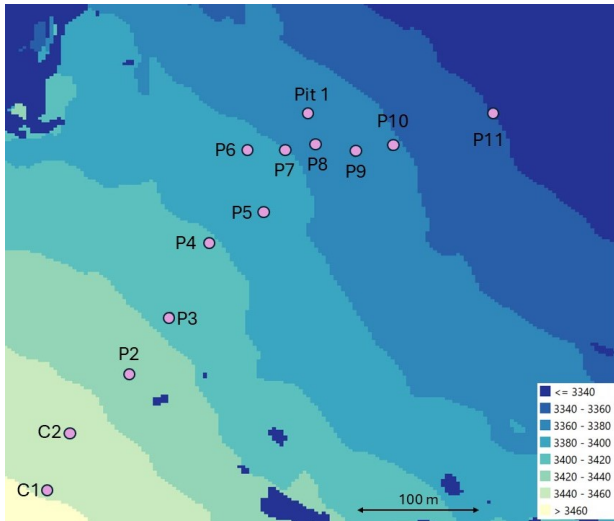 Pit 1
P10
P11
P6
P7
P8
P9
P5
P4
P3
P2
C2
C1
100 m
<= 3340
3340 - 3360
3360 - 3380
3380 - 3400
3400 - 3420
3420 - 3440
3440 - 3460
> 3460